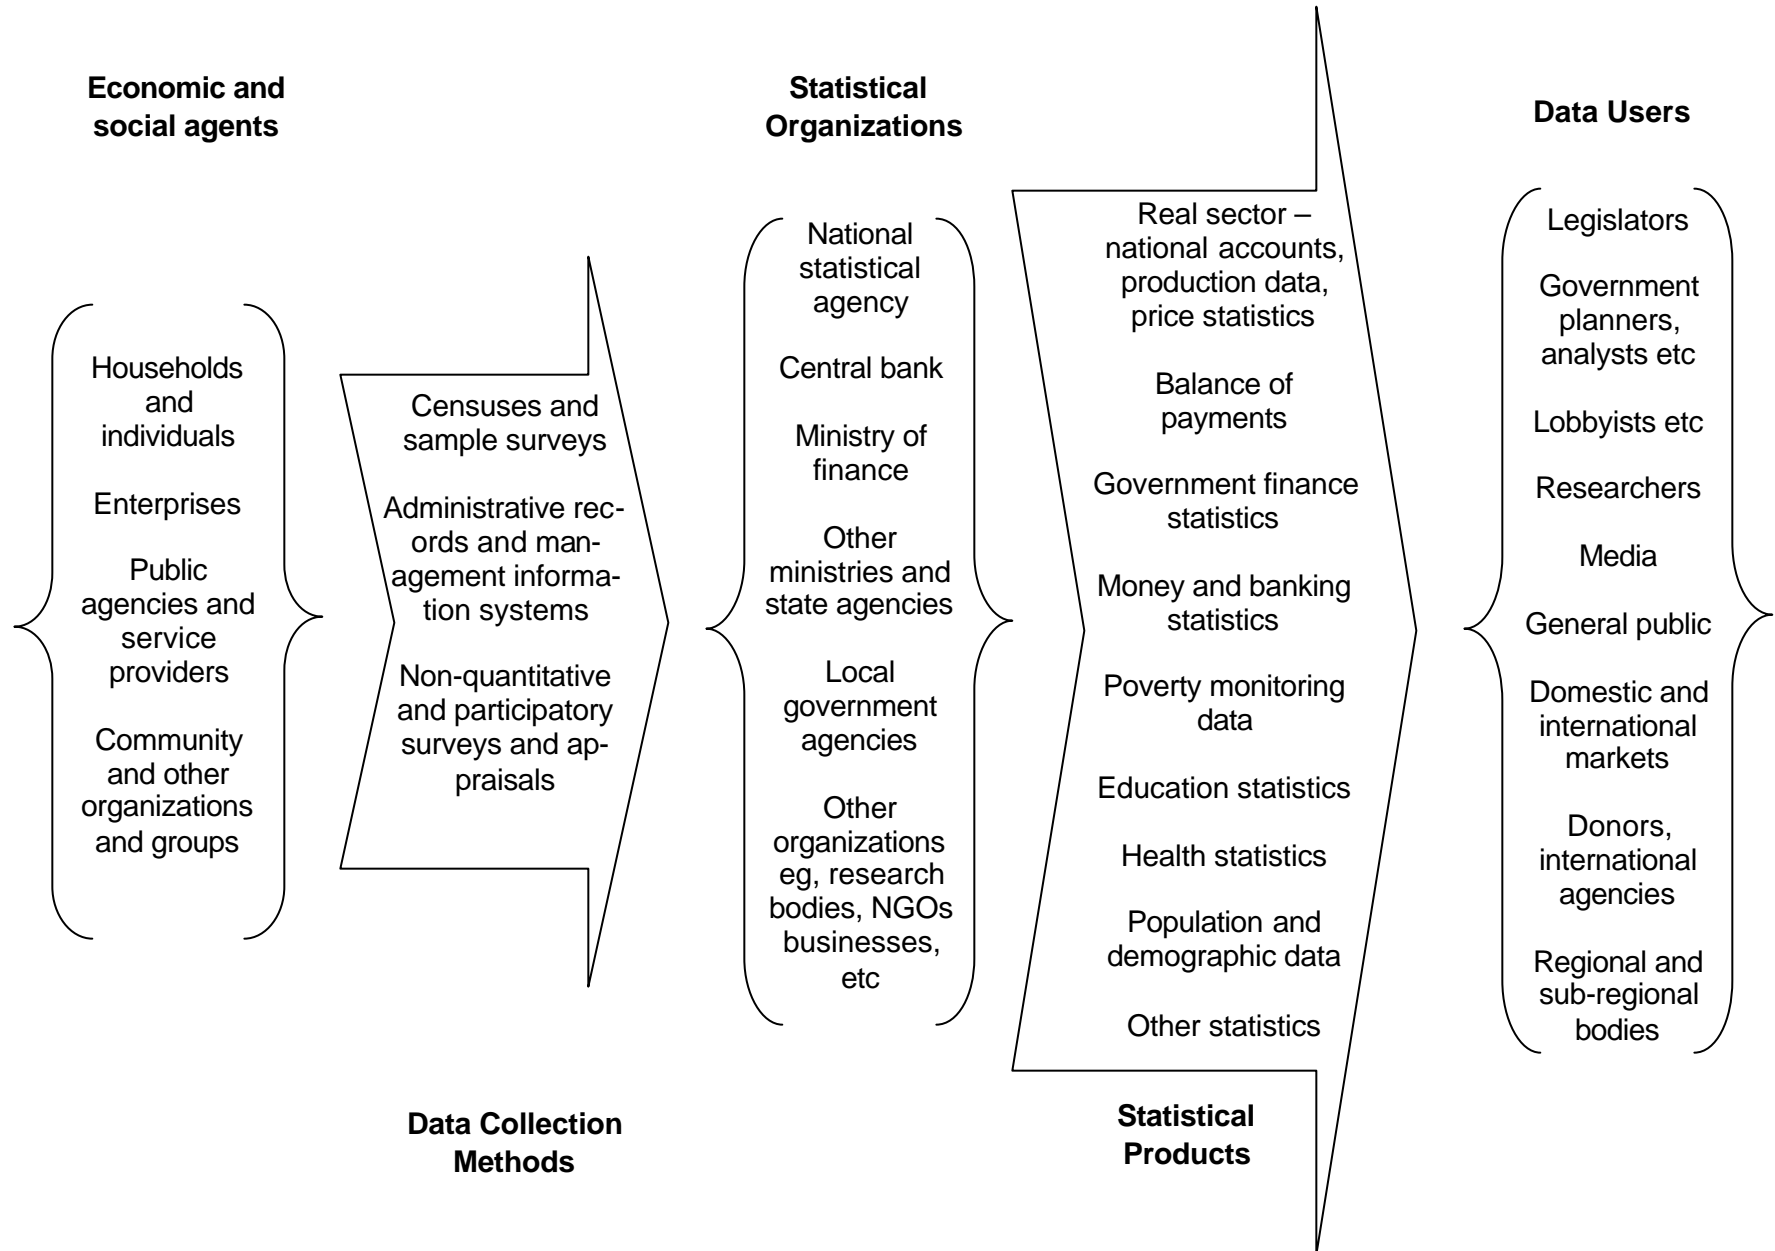 Economic and
social agents
Households
and
individuals
Enterprises
Public
agencies and
service
providers
Community
and other
organizations
and groups
Censuses and
sample surveys
Administrative rec-
ords and man-
agement informa-
tion systems
Non-quantitative
and participatory
surveys and ap-
praisals
Data Collection
Methods
Statistical
Organizations
National
statistical
agency
Central bank
Ministry of
finance
Other
ministries and
state agencies
Local
government
agencies
Other
organizations
eg, research
bodies, NGOs
businesses,
etc
Real sector –
national accounts,
production data,
price statistics
Balance of
payments
Government finance
statistics
Money and banking
statistics
Poverty monitoring
data
Education statistics
Health statistics
Population and
demographic data
Other statistics
Statistical
Products
Data Users
Legislators
Government
planners,
analysts etc
Lobbyists etc
Researchers
Media
General public
Domestic and
international
markets
Donors,
international
agencies
Regional and
sub-regional
bodies